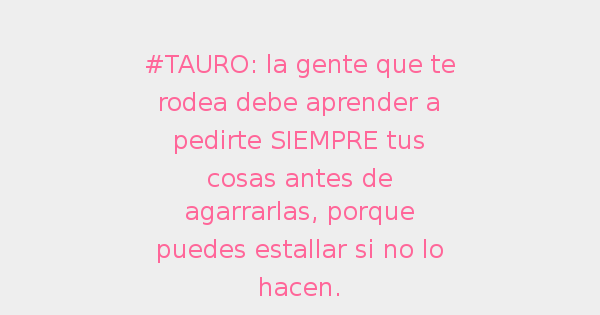 #TAURO: la gente que te
rodea debe aprender a
pedirte SIEMPRE tus
cosas antes de
agarrarlas, porque
puedes estallar si no lo
hacen.